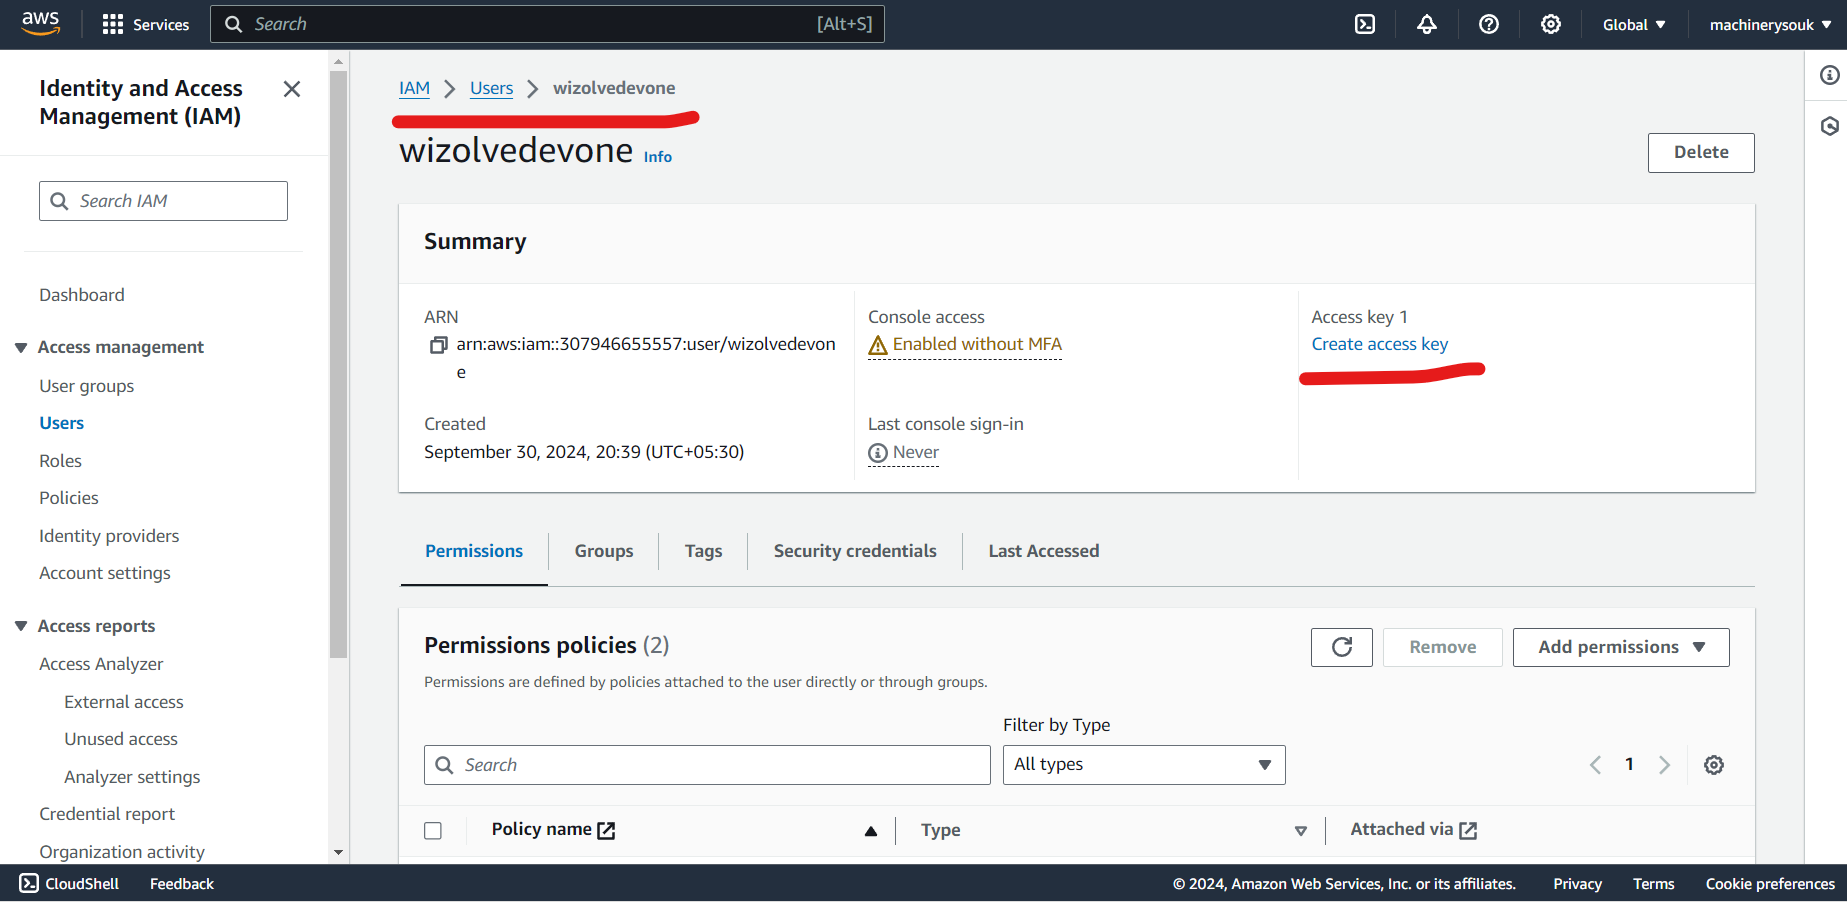 aws Services Search [Alt+S] Global machinerysouk
Identity and Access
Management (IAM)
Search IAM
Dashboard
Access management
User groups
Users
Roles
Policies
Identity providers
Account settings
Access reports
Access Analyzer
External access
Unused access
Analyzer settings
Credential report
Organization activity
IAM Users wizolvedevone
wizolvedevone Info
Delete
Summary
ARN
arn:aws:iam::307946655557:user/wizolvedevon
e
Console access
Enabled without MFA
Access key 1
Create access key
Created
September 30, 2024, 20:39 (UTC+05:30)
Last console sign-in
Never
Permissions Groups Tags Security credentials Last Accessed
Permissions policies (2)
Remove Add permissions
Permissions are defined by policies attached to the user directly or through groups.
Filter by Type
Search All types 1
Policy name Type Attached via
CloudShell Feedback © 2024, Amazon Web Services, Inc. or its affiliates. Privacy Terms Cookie preferences